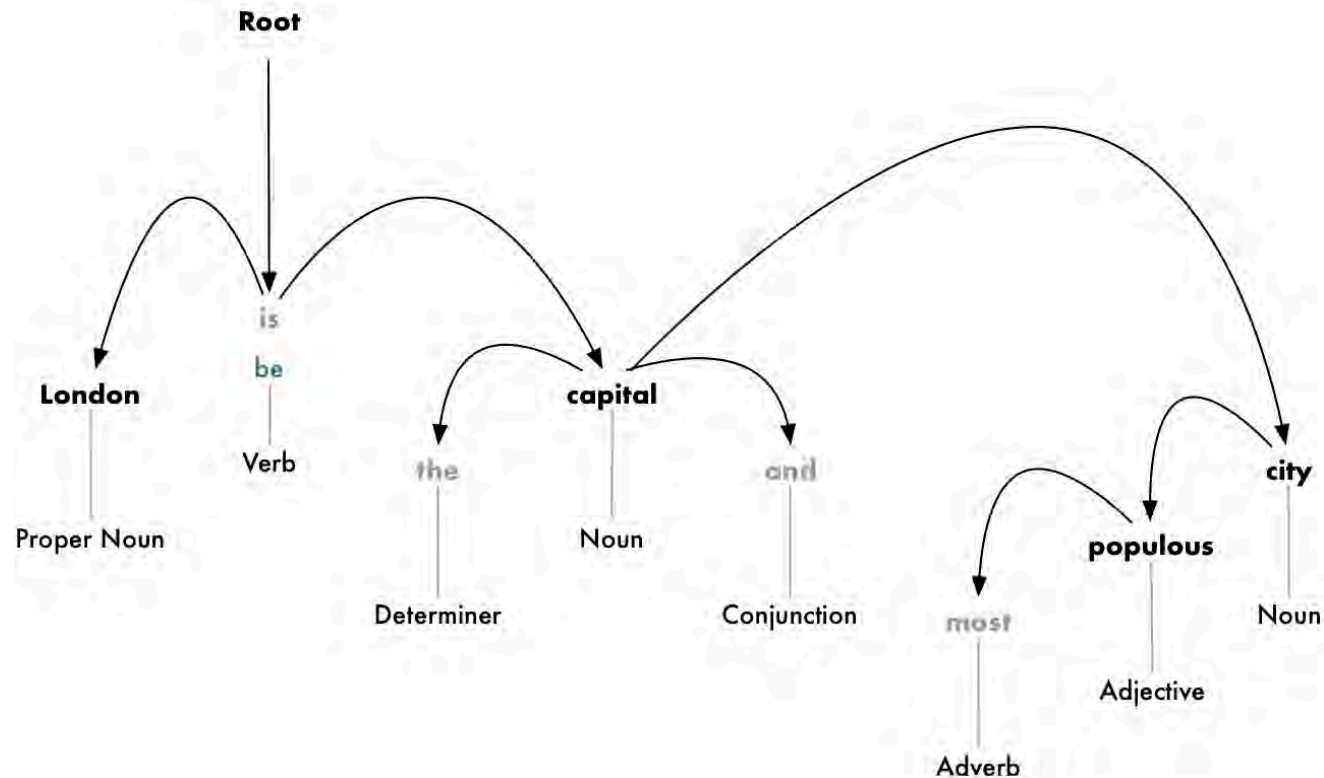 Root
is
be
London
capital
Verb
the
and
city
Proper Noun
Noun
populous
Determiner
Conjunction
most
Noun
Adjective
Adverb